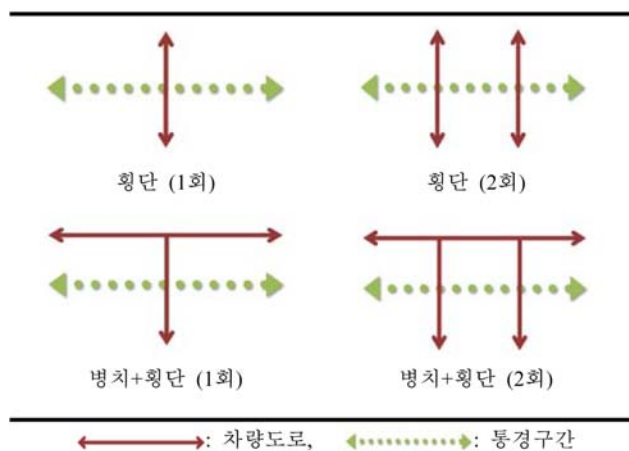 횡단 (1회)
횡단 (2회)
병치+횡단 (1회)
병치+횡단 (2회)
: 차량도로,
: 통경구간